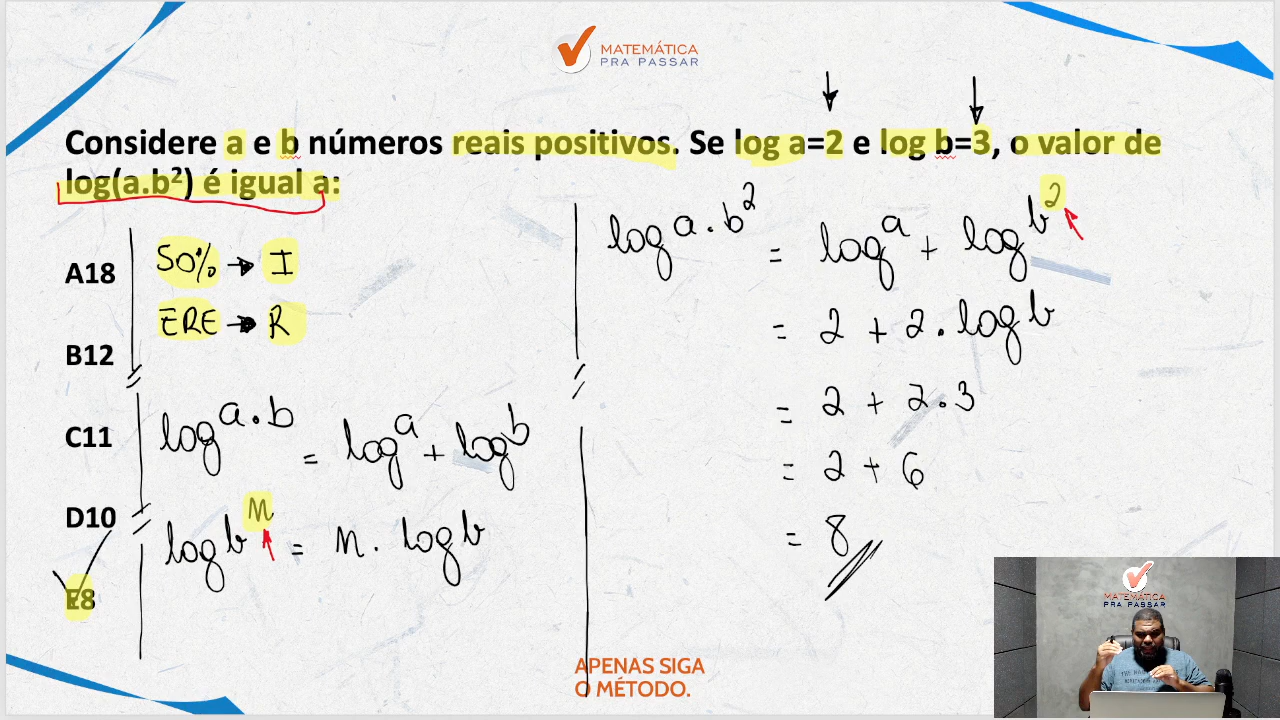 MATEMÁTICA
PRA PASSAR
Considere a e b números reais positivos. Se log a=2 e log b=3, o valor de
log(a.b²) é igual a:
A18
B12
C11
D10
E8
50% → I
ERE → R
log a.b = log a + log b
log b^n = n. log b
log a.b² = log a + log b²
= 2 + 2.log b
= 2 + 2.3
= 2 + 6
= 8
APENAS SIGA
O MÉTODO.
MATEMÁTICA
PRA PASSAR